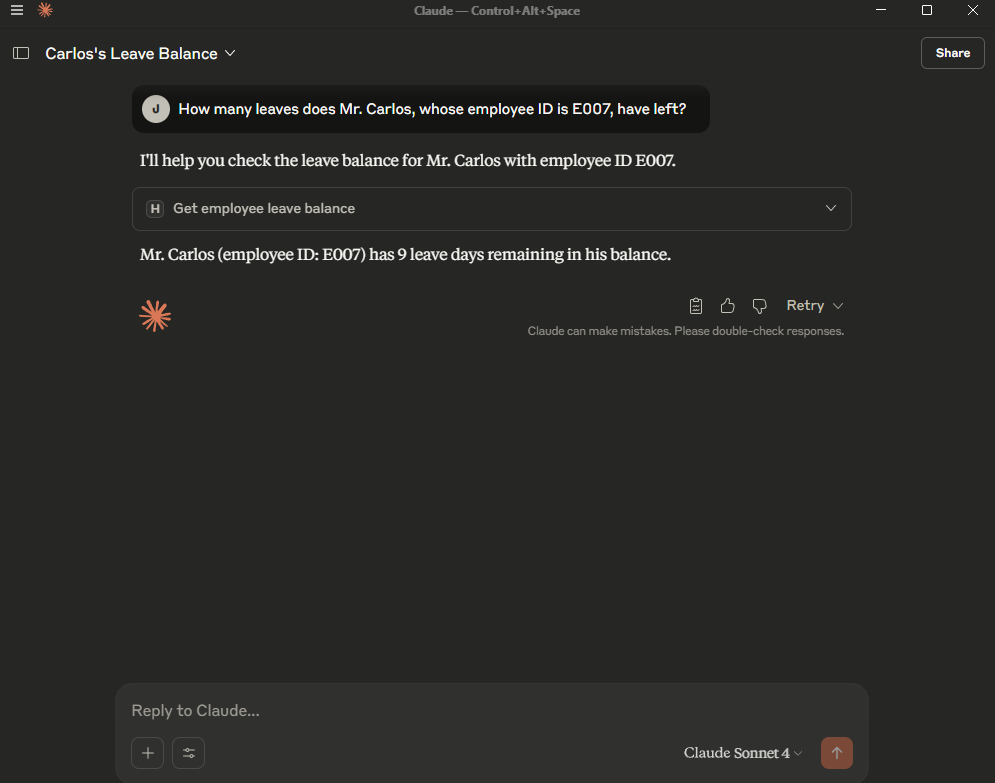 Claude — Control+Alt+Space
Carlos's Leave Balance
Share
J
How many leaves does Mr. Carlos, whose employee ID is E007, have left?
I'll help you check the leave balance for Mr. Carlos with employee ID E007.
H Get employee leave balance
Mr. Carlos (employee ID: E007) has 9 leave days remaining in his balance.
Retry
Claude can make mistakes. Please double-check responses.
Reply to Claude...
Claude Sonnet 4